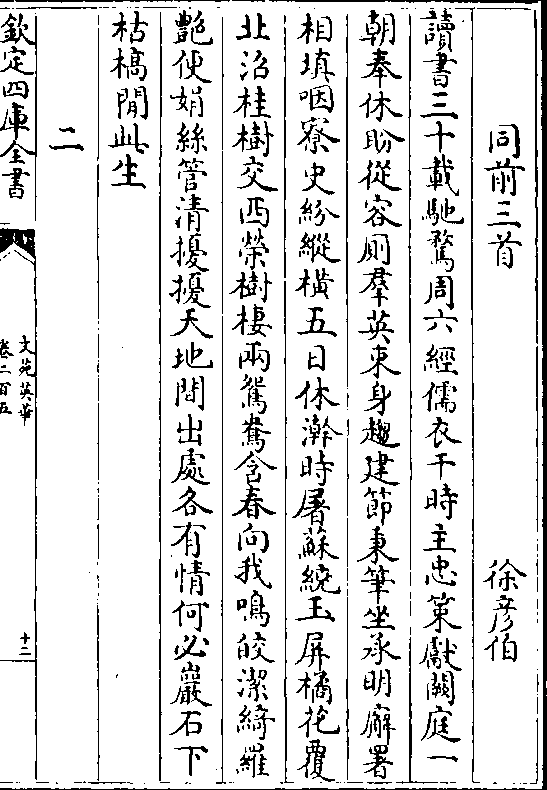 同前三首　　徐彦伯
讀書三十載馳騖周六經儒衣干時主忠策獻闕庭一
朝奉休盼從容厠羣英束身趨建節秉筆坐承明廨署
相填咽寮史紛縱横五日休澣時屠蘇繞玉屏橘花覆
北沼桂樹交西榮樹棲兩鴛鴦含春向我鳴皎潔綺羅
艶便娟絲管清擾擾天地間出處各有情何必巖石下
枯槁閒此生
二
欽定四庫全書
文苑英華
卷二百五
十二